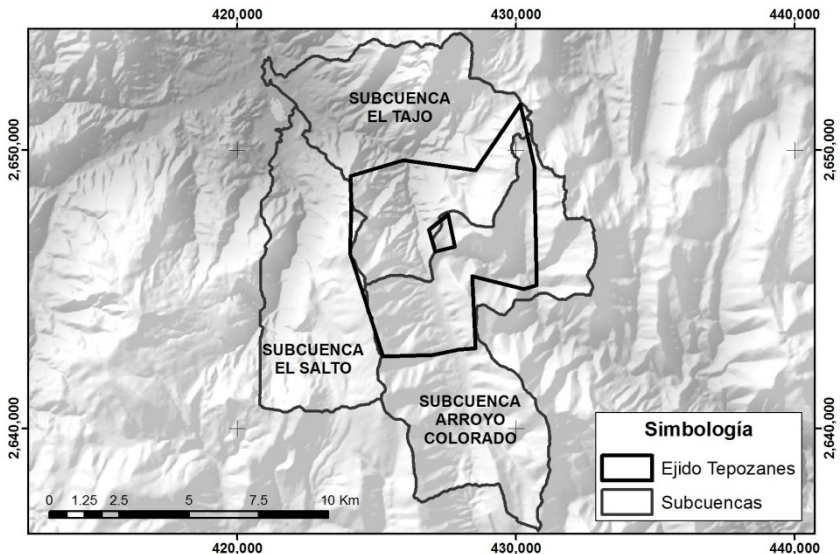 420,000
430,000
440,000
2,650,000
2,650,000
SUBCUENCA
EL TAJO
SUBCUENCA
EL SALTO
SUBCUENCA
ARROYO
COLORADO
2,640,000
2,640,000
Simbología
Ejido Tepozanes
Subcuencas
0 1.25 2.5 5 7.5 10 Km
420,000
430,000
440,000